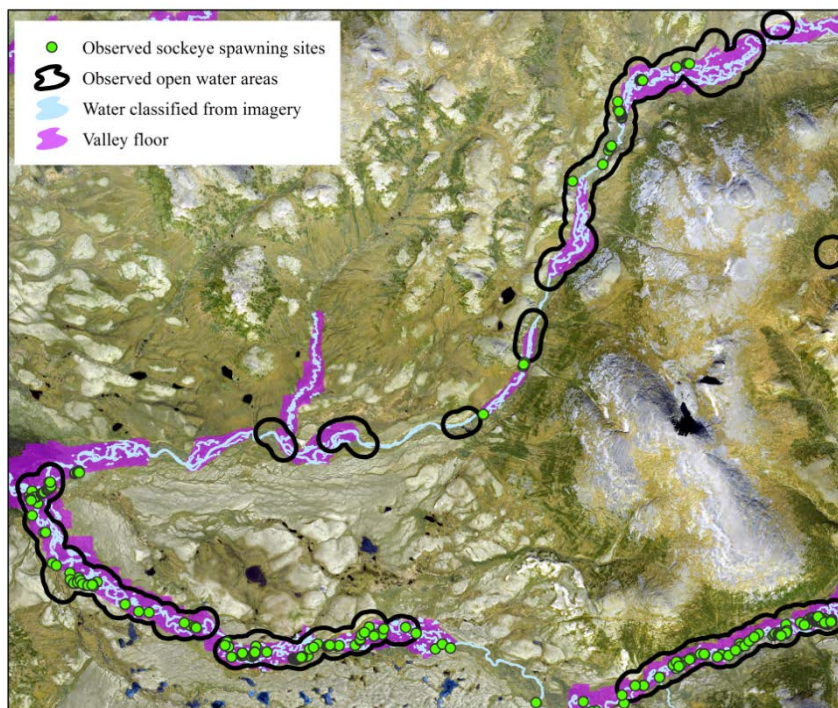 Observed sockeye spawning sites
Observed open water areas
Water classified from imagery
Valley floor